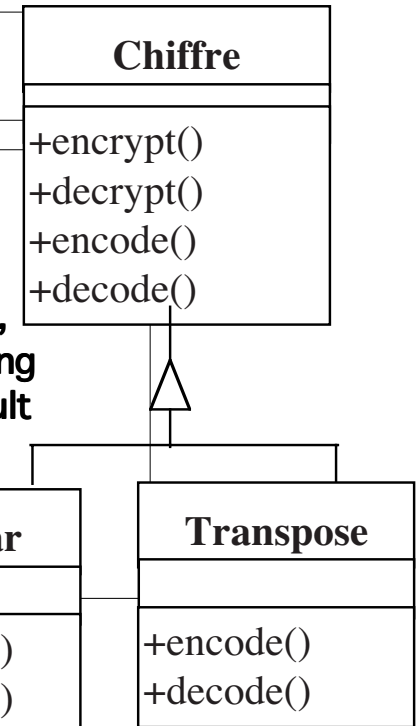 Chiffre
+encrypt()
+decrypt()
+encode()
+decode()
Transpose
+encode()
+decode()